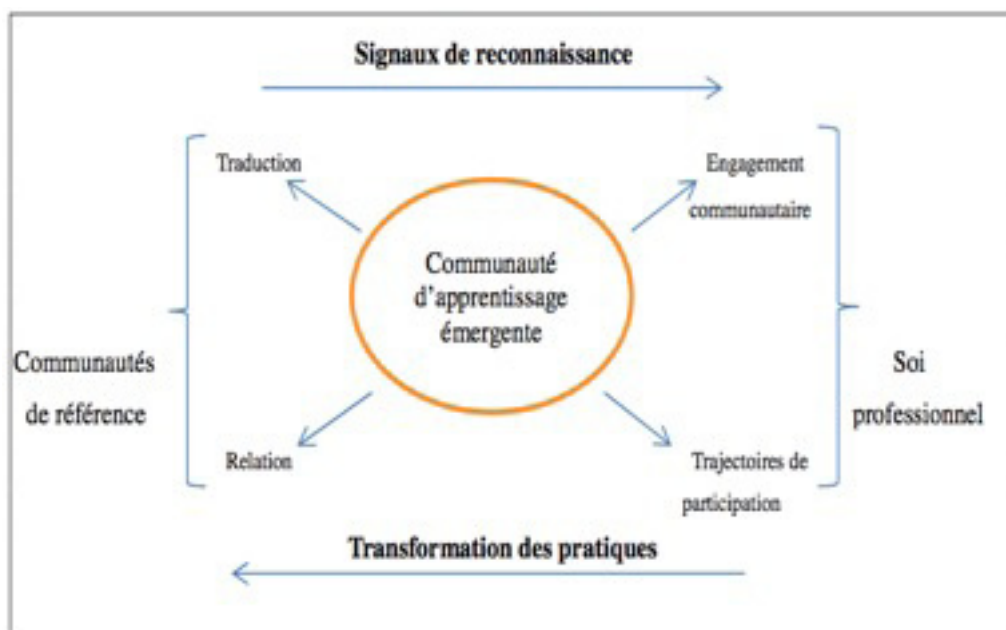 Signaux de reconnaissance
Traduction
Engagement
communautaire
Communauté
d'apprentissage
émergente
Communautés
de référence
Soi
professionnel
Relation
Trajectoires de
participation
Transformation des pratiques